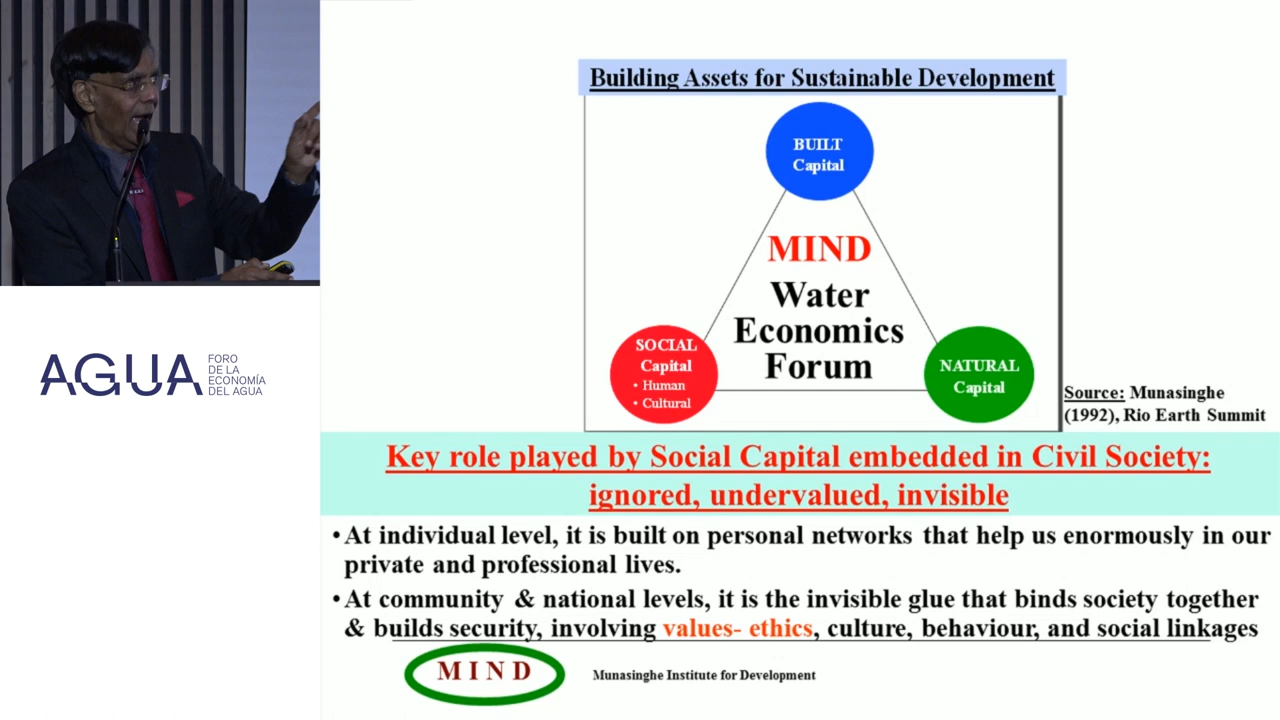 Building Assets for Sustainable Development
BUILT
Capital
MIND
Water
Economics
Forum
SOCIAL
Capital
• Human
• Cultural
NATURAL
Capital
Source: Munasinghe
(1992), Rio Earth Summit
AGUA
FORO
DE LA
ECONOMÍA
DEL AGUA
Key role played by Social Capital embedded in Civil Society:
ignored, undervalued, invisible
• At individual level, it is built on personal networks that help us enormously in our
private and professional lives.
• At community & national levels, it is the invisible glue that binds society together
& builds security, involving values- ethics, culture, behaviour, and social linkages
MIND
Munasinghe Institute for Development